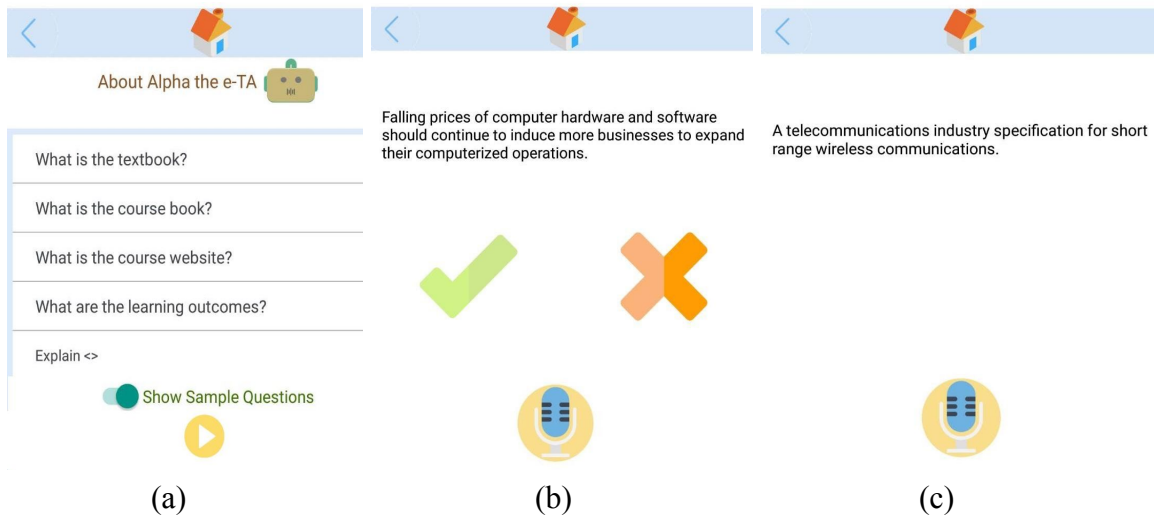 About Alpha the e-TA
What is the textbook?
What is the course book?
What is the course website?
What are the learning outcomes?
Explain <>
Show Sample Questions
(a)
Falling prices of computer hardware and software
should continue to induce more businesses to expand
their computerized operations.
(b)
A telecommunications industry specification for short
range wireless communications.
(c)